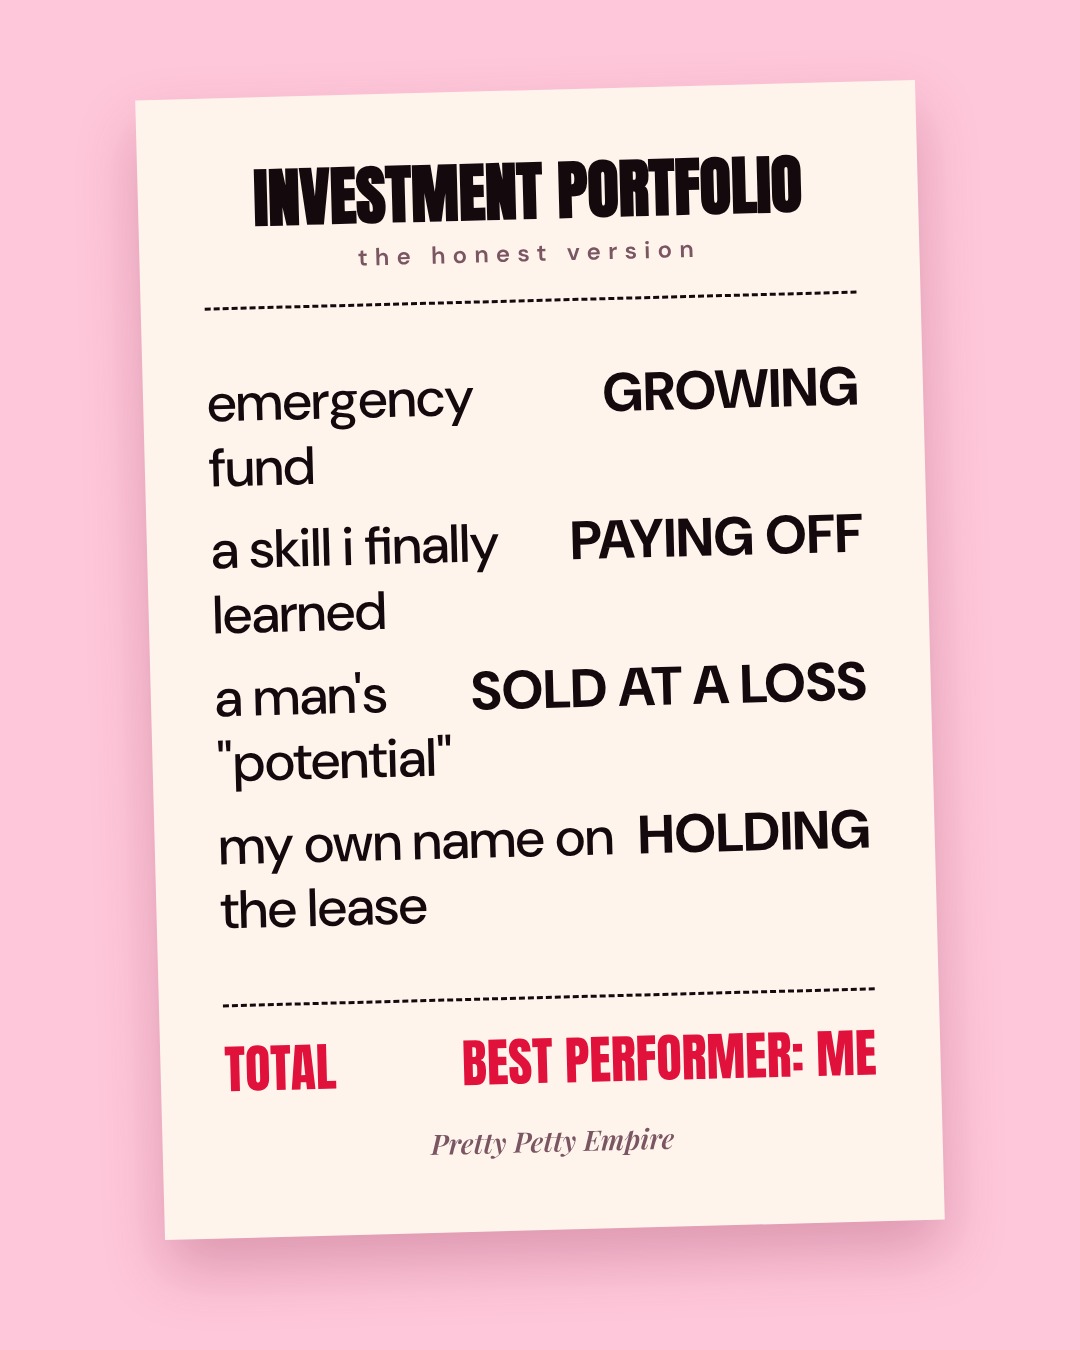 INVESTMENT PORTFOLIO
the honest version
emergency GROWING
fund
a skill i finally PAYING OFF
learned
a man's SOLD AT A LOSS
"potential"
my own name on HOLDING
the lease
TOTAL BEST PERFORMER: ME
Pretty Petty Empire